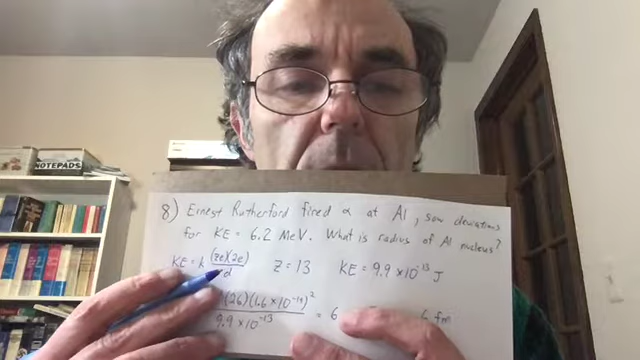 NOTEPADS
8) Ernest Rutherford fired α at Al, saw deviations
for KE = 6.2 MeV. What is radius of Al nucleus?
KE = k (Ze)(2e)/d Z = 13 KE = 9.9 × 10^-13 J
(26)(1.6 × 10^-19)^2 / 9.9 × 10^-13 = 6 6 fm